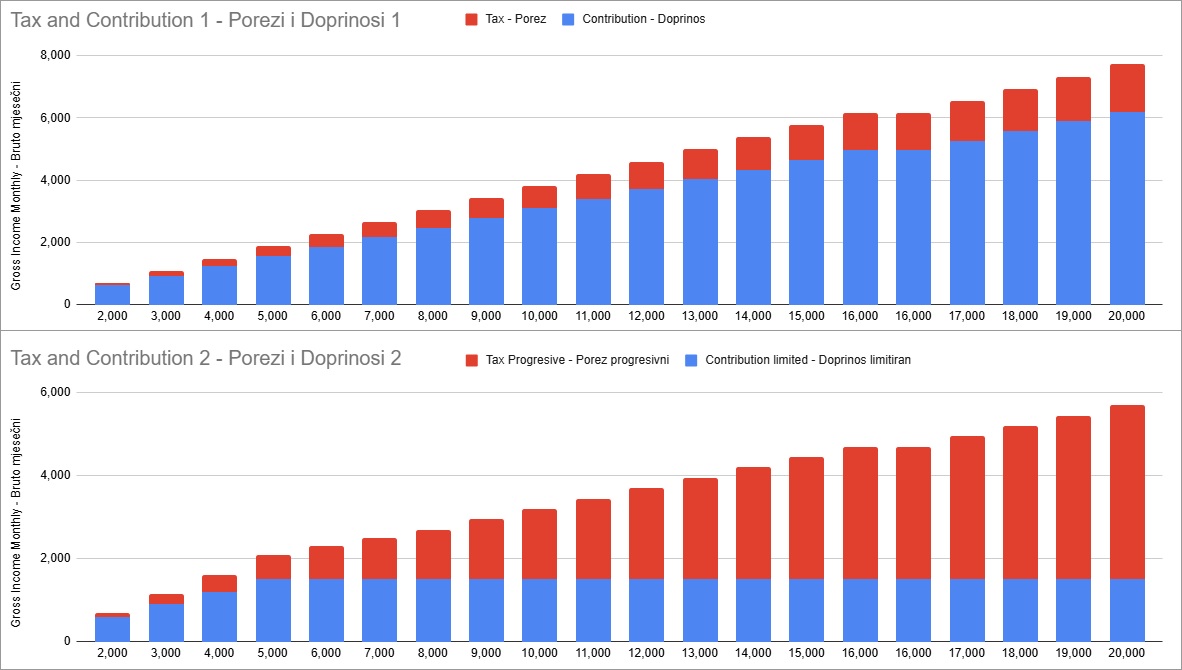 Tax and Contribution 1 - Porezi i Doprinosi 1
Tax - Porez
Contribution - Doprinos
Gross Income Monthly - Bruto mjesečni
8,000
6,000
4,000
2,000
0
2,000 3,000 4,000 5,000 6,000 7,000 8,000 9,000 10,000 11,000 12,000 13,000 14,000 15,000 16,000 16,000 17,000 18,000 19,000 20,000
Tax and Contribution 2 - Porezi i Doprinosi 2
Tax Progresive - Porez progresivni
Contribution limited - Doprinos limitiran
Gross Income Monthly - Bruto mjesečni
6,000
4,000
2,000
0
2,000 3,000 4,000 5,000 6,000 7,000 8,000 9,000 10,000 11,000 12,000 13,000 14,000 15,000 16,000 16,000 17,000 18,000 19,000 20,000